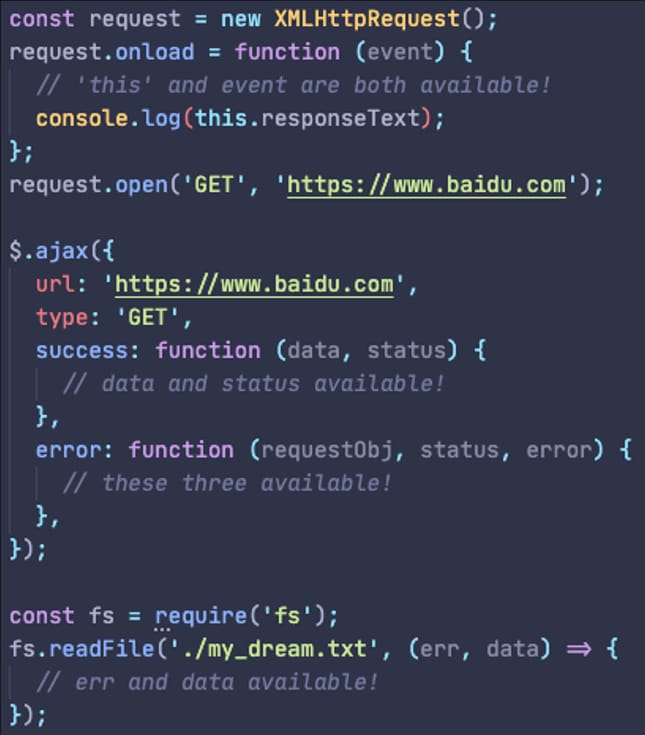 const request = new XMLHttpRequest();
request.onload = function (event) {
  // 'this' and event are both available!
  console.log(this.responseText);
};
request.open('GET', 'https://www.baidu.com');

$.ajax({
  url: 'https://www.baidu.com',
  type: 'GET',
  success: function (data, status) {
    // data and status available!
  },
  error: function (requestObj, status, error) {
    // these three available!
  },
});

const fs = require('fs');
fs.readFile('./my_dream.txt', (err, data) => {
  // err and data available!
});